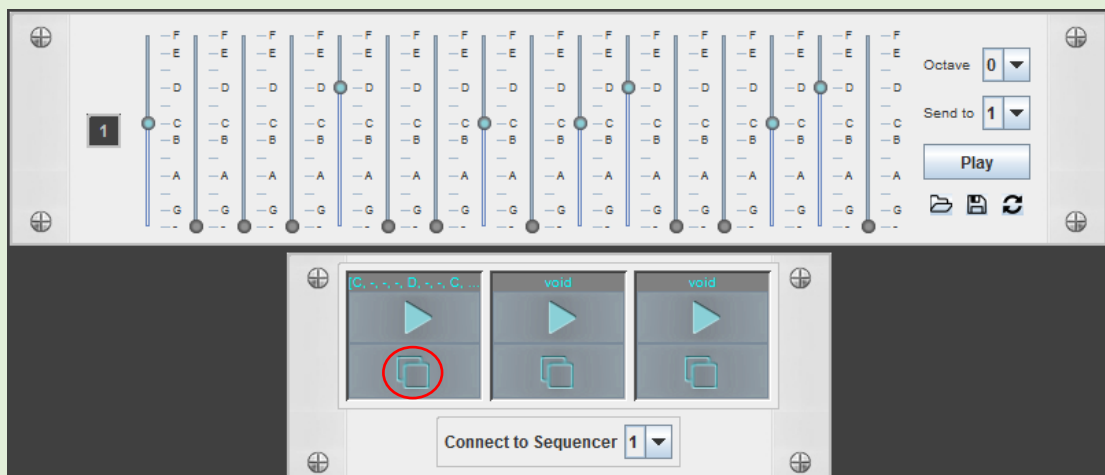 F F F F F F F F F F F F F F F F
E E E E E E E E E E E E E E E E
Octave 0
D D D D D D D D D D D D D D D D
Send to 1
C C C C C C C C C C C C C C C C
1
B B B B B B B B B B B B B B B B
Play
A A A A A A A A A A A A A A A A
G G G G G G G G G G G G G G G G
- - - - - - - - - - - - - - - -
[C, -, -, -, D, -, -, C, ...
void
void
Connect to Sequencer 1